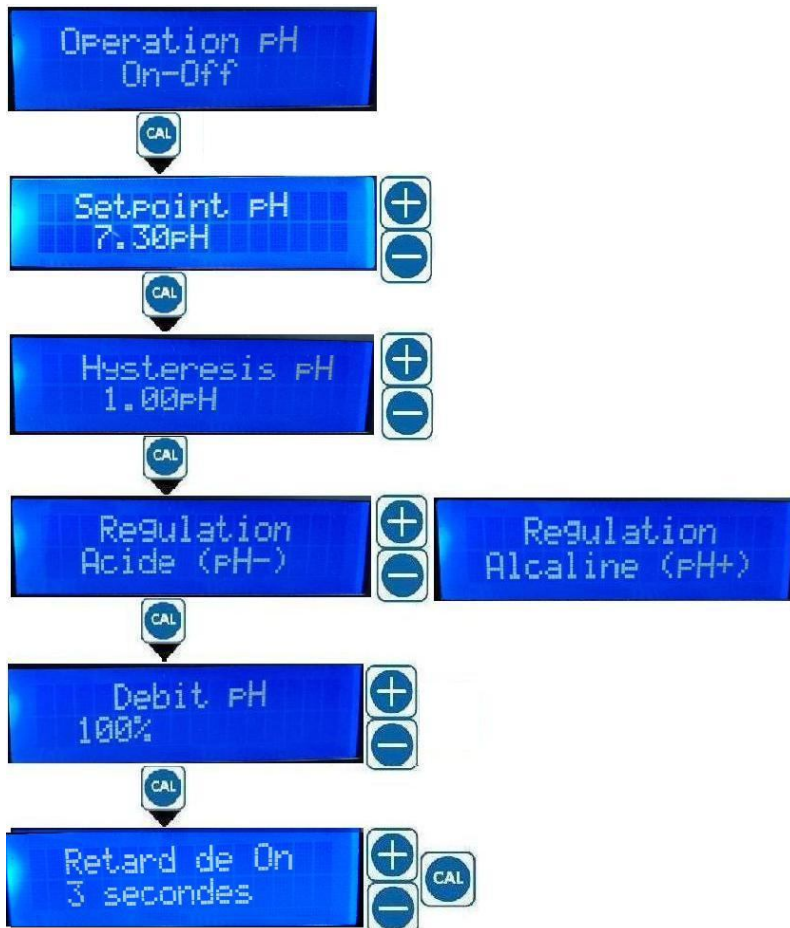 Operation pH
On-Off
CAL
Setpoint pH
7.30pH
CAL
Hysteresis pH
1.00pH
CAL
Regulation
Acide (pH-)
Regulation
Alcaline (pH+)
CAL
Debit pH
100%
CAL
Retard de On
3 secondes
CAL